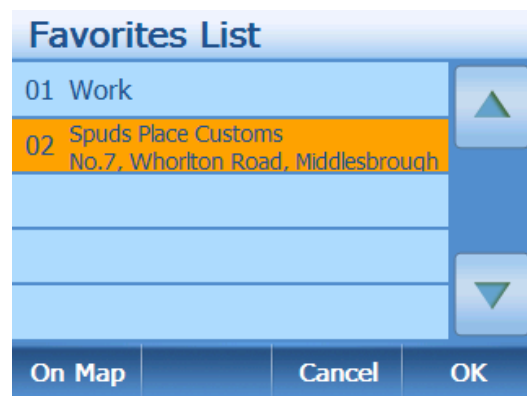 Favorites List
01 Work
02 Spuds Place Customs
No.7, Whorlton Road, Middlesbrough
On Map Cancel OK